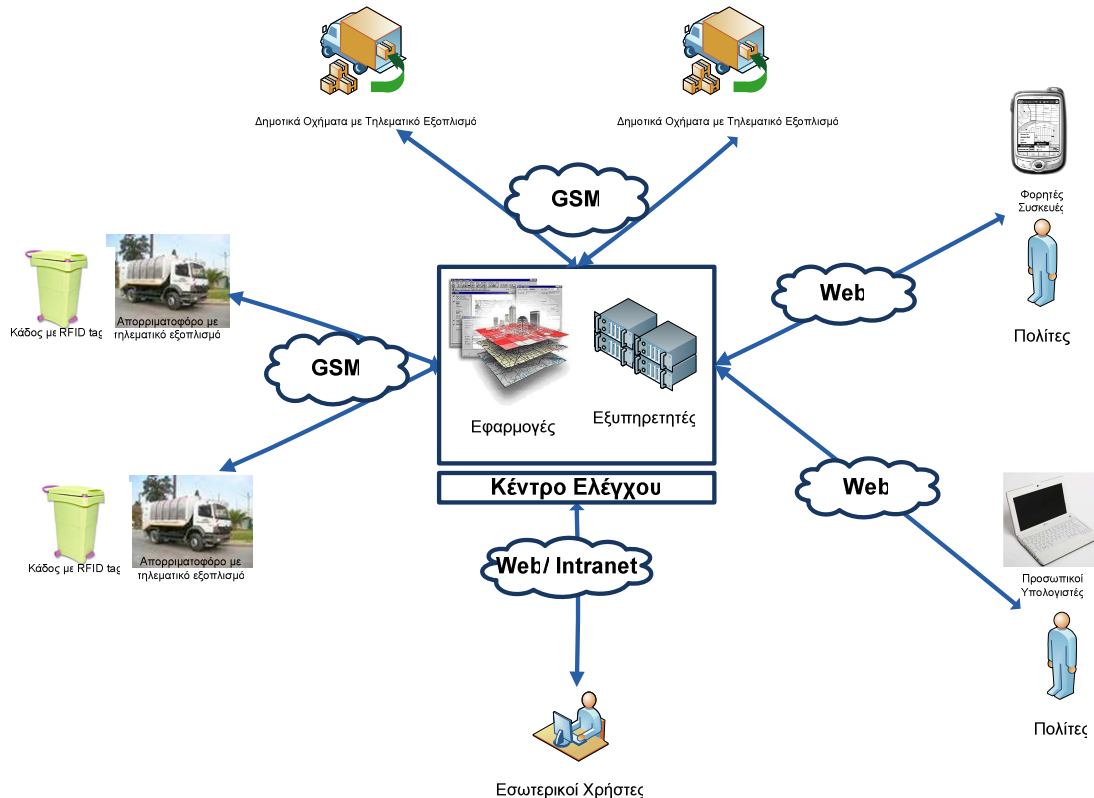 Δημοτικά Οχήματα με Τηλεματικό Εξοπλισμό
Δημοτικά Οχήματα με Τηλεματικό Εξοπλισμό
GSM
Φορητές
Συσκευές
Πολίτες
Web
Κάδος με RFID tag
Απορριματοφόρο με
τηλεματικό εξοπλισμό
GSM
Εφαρμογές
Εξυπηρετητές
Κέντρο Ελέγχου
Web
Κάδος με RFID tag
Απορριματοφόρο με
τηλεματικό εξοπλισμό
Web/ Intranet
Προσωπικοί
Υπολογιστές
Πολίτες
Εσωτερικοί Χρήστες